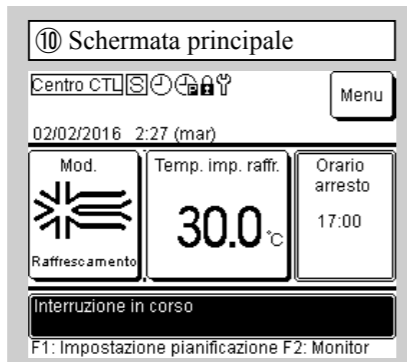 ⑩ Schermata principale
Centro CTL S
Menu
02/02/2016 2:27 (mar)
Mod.
Raffrescamento
Temp. imp. raffr.
30.0 °C
Orario
arresto
17:00
Interruzione in corso
F1: Impostazione pianificazione F2: Monitor